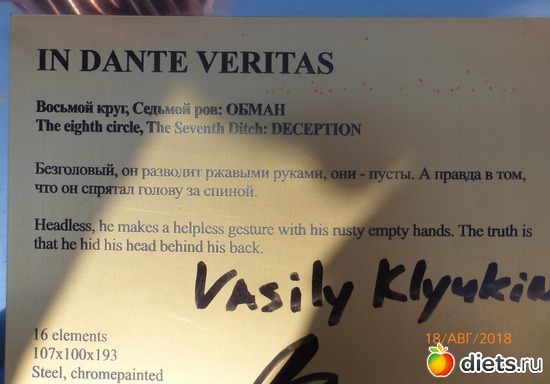 IN DANTE VERITAS
Восьмой круг, Седьмой ров: ОБМАН
The eighth circle, The Seventh Ditch: DECEPTION
Безголовый, он разводит ржавыми руками, они - пусты. А правда в том,
что он спрятал голову за спиной.
Headless, he makes a helpless gesture with his rusty empty hands. The truth is
that he hid his head behind his back.
Vasily Klyukin
16 elements
107x100x193
Steel, chromepainted
18/АВГ/2018
diets.ru